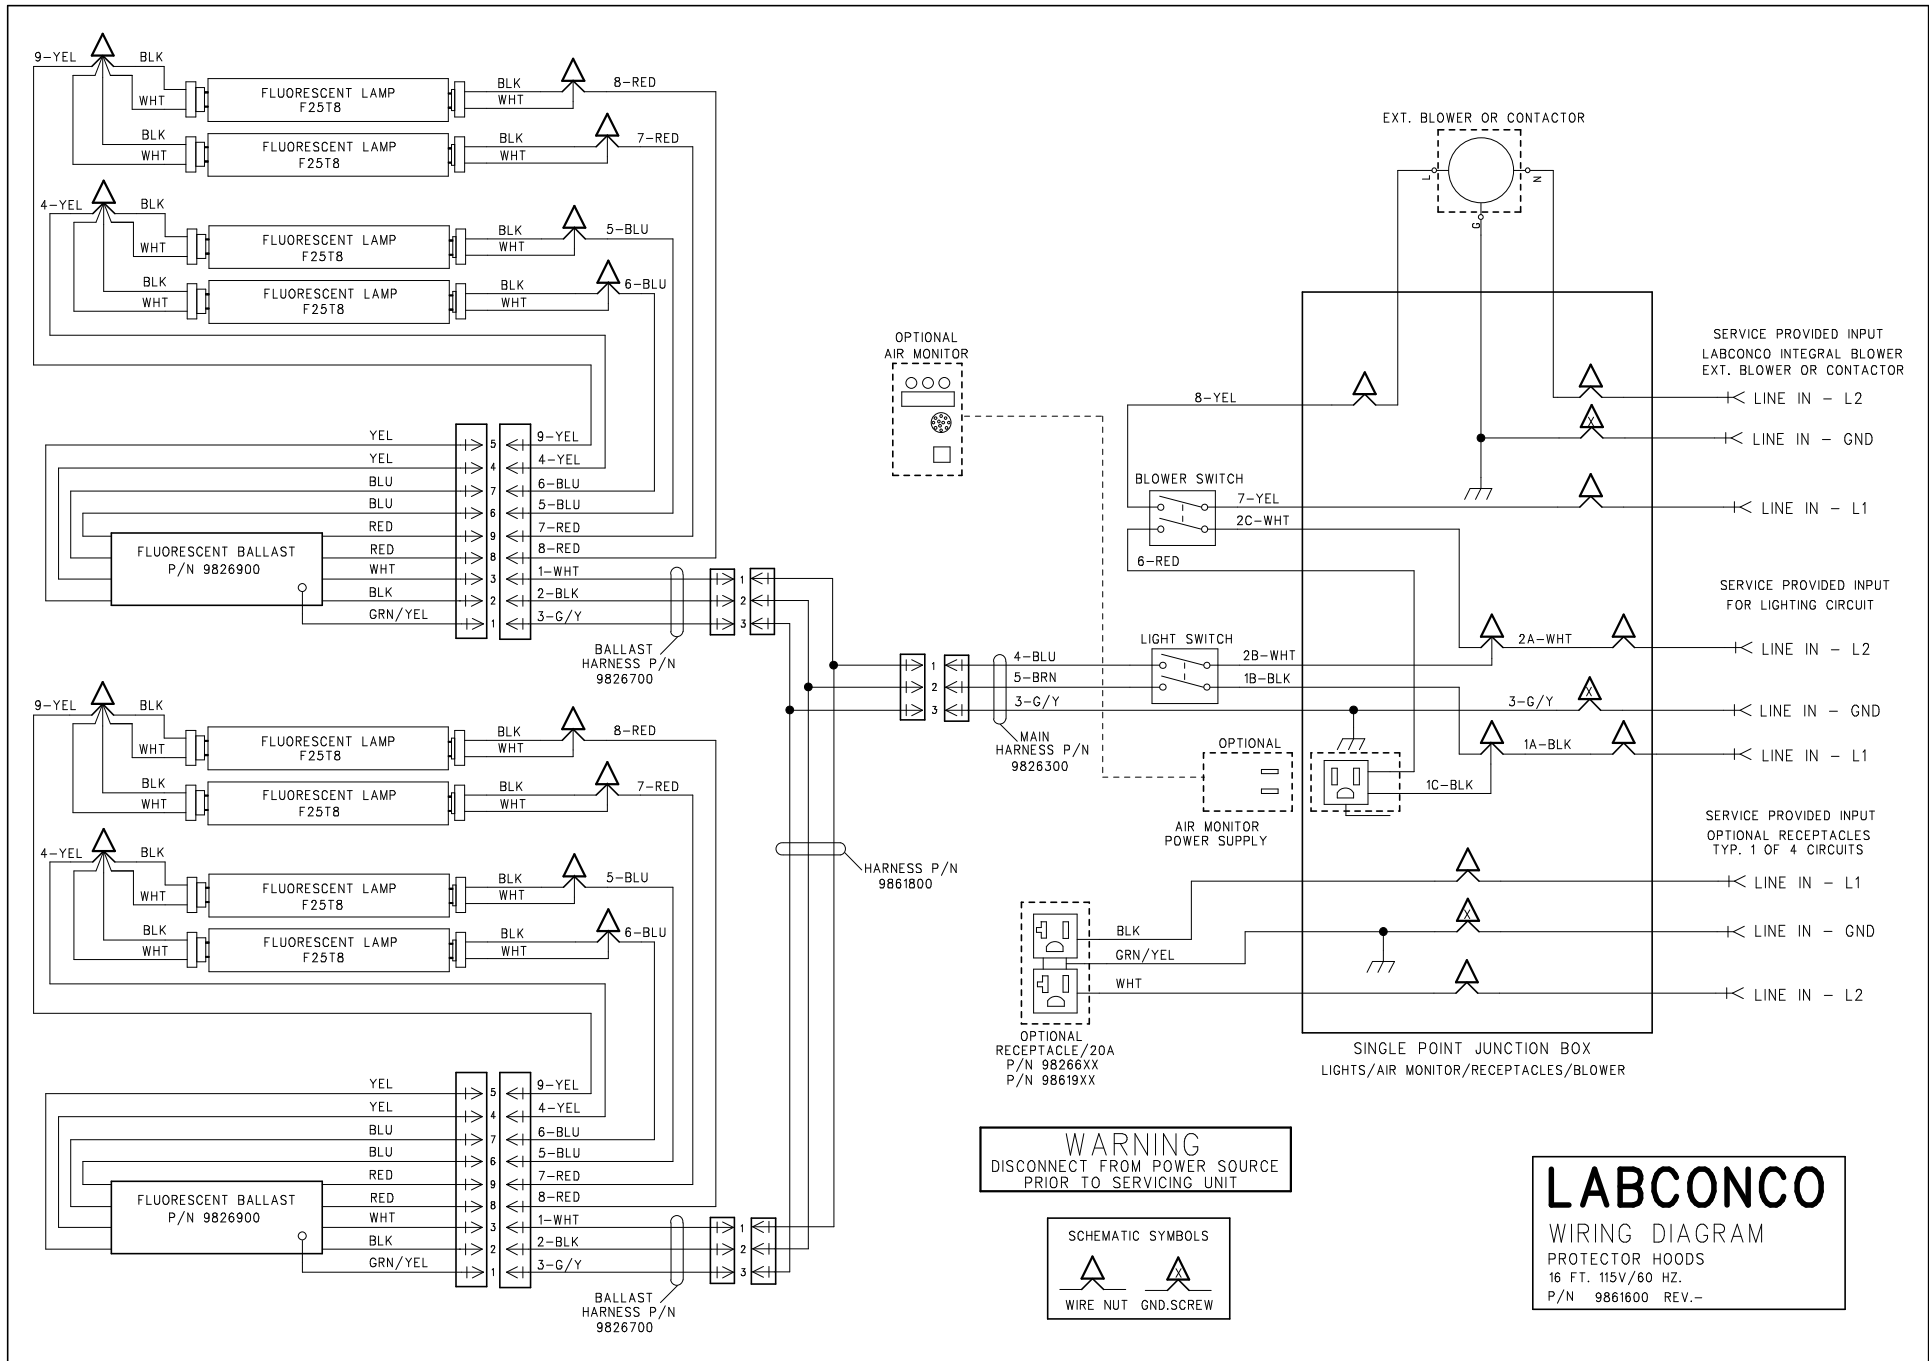 9-YEL
BLK
WHT
FLUORESCENT LAMP
F25T8
BLK
WHT
8-RED
BLK
WHT
FLUORESCENT LAMP
F25T8
BLK
WHT
7-RED
4-YEL
BLK
WHT
FLUORESCENT LAMP
F25T8
BLK
WHT
5-BLU
BLK
WHT
FLUORESCENT LAMP
F25T8
BLK
WHT
6-BLU
YEL 5 9-YEL
YEL 4 4-YEL
BLU 7 6-BLU
BLU 6 5-BLU
RED 9 7-RED
RED 8 8-RED
WHT 3 1-WHT 1
BLK 2 2-BLK 2
GRN/YEL 1 3-G/Y 3
FLUORESCENT BALLAST
P/N 9826900
BALLAST
HARNESS P/N
9826700
9-YEL
BLK
WHT
FLUORESCENT LAMP
F25T8
BLK
WHT
8-RED
BLK
WHT
FLUORESCENT LAMP
F25T8
BLK
WHT
7-RED
4-YEL
BLK
WHT
FLUORESCENT LAMP
F25T8
BLK
WHT
5-BLU
BLK
WHT
FLUORESCENT LAMP
F25T8
BLK
WHT
6-BLU
YEL 5 9-YEL
YEL 4 4-YEL
BLU 7 6-BLU
BLU 6 5-BLU
RED 9 7-RED
RED 8 8-RED
WHT 3 1-WHT 1
BLK 2 2-BLK 2
GRN/YEL 1 3-G/Y 3
FLUORESCENT BALLAST
P/N 9826900
BALLAST
HARNESS P/N
9826700
HARNESS P/N
9861800
OPTIONAL
AIR MONITOR
EXT. BLOWER OR CONTACTOR
L
N
G
8-YEL
BLOWER SWITCH
7-YEL
2C-WHT
6-RED
LIGHT SWITCH
1 4-BLU 2B-WHT
2 5-BRN 1B-BLK
3 3-G/Y 3-G/Y
2A-WHT
1A-BLK
1C-BLK
MAIN
HARNESS P/N
9826300
OPTIONAL
AIR MONITOR
POWER SUPPLY
SERVICE PROVIDED INPUT
LABCONCO INTEGRAL BLOWER
EXT. BLOWER OR CONTACTOR
LINE IN - L2
X
LINE IN - GND
LINE IN - L1
SERVICE PROVIDED INPUT
FOR LIGHTING CIRCUIT
LINE IN - L2
X
LINE IN - GND
LINE IN - L1
SERVICE PROVIDED INPUT
OPTIONAL RECEPTACLES
TYP. 1 OF 4 CIRCUITS
LINE IN - L1
X
LINE IN - GND
LINE IN - L2
BLK
GRN/YEL
WHT
OPTIONAL
RECEPTACLE/20A
P/N 98266XX
P/N 98619XX
SINGLE POINT JUNCTION BOX
LIGHTS/AIR MONITOR/RECEPTACLES/BLOWER
WARNING
DISCONNECT FROM POWER SOURCE
PRIOR TO SERVICING UNIT
SCHEMATIC SYMBOLS
X
WIRE NUT GND.SCREW
LABCONCO
WIRING DIAGRAM
PROTECTOR HOODS
16 FT. 115V/60 HZ.
P/N 9861600 REV.-